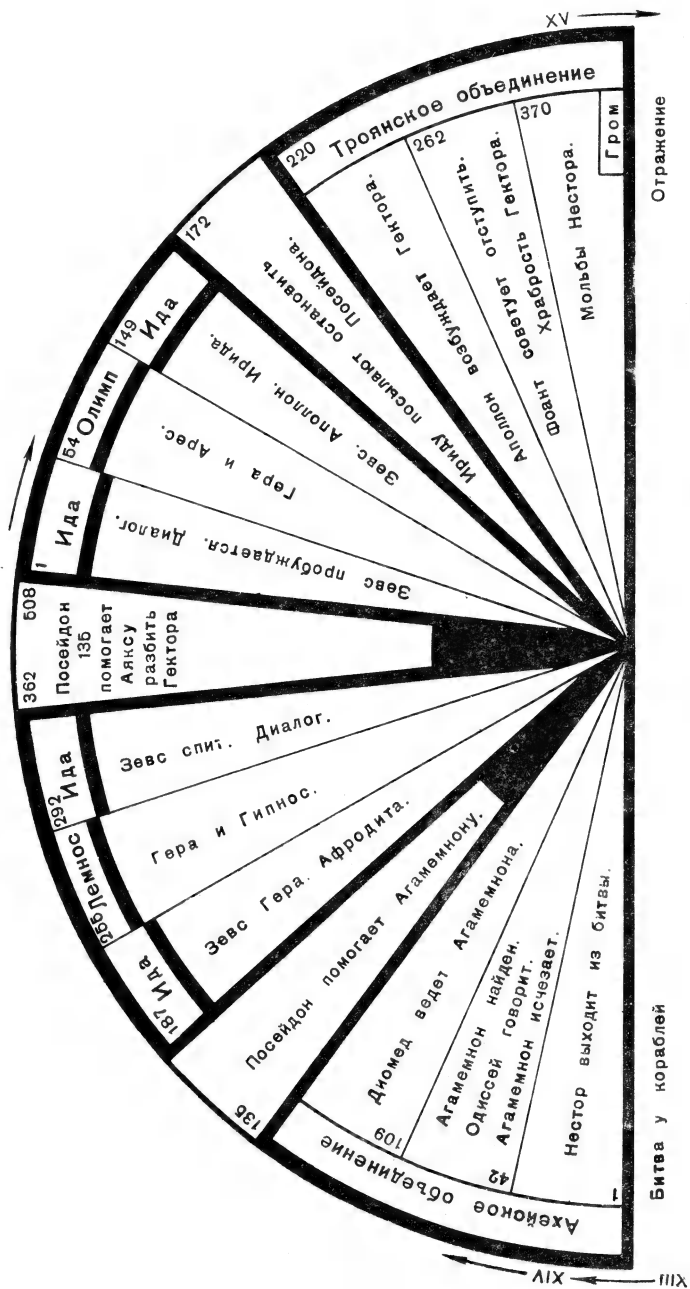 XIII
XIV
Битва у кораблей
Ахейское объединение
1
Нестор выходит из битвы.
42
Агамемнон найден.
Одиссей говорит.
Агамемнон исчезает.
109
Диомед ведет Агамемнона.
135
Посейдон помогает Агамемнону.
187 Ида
Зевс Гера. Афродита.
255 Лемнос
Гера и Гипнос.
292 Ида
Зевс спит. Диалог.
362 508
Посейдон
135
помогает
Аяксу
разбить
Гектора
1 Ида
Зевс пробуждается. Диалог.
54 Олимп
Гера и Арес.
149 Ида
Зевс. Аполлон. Ирида.
172
Ириду посылают остановить
Посейдона.
Троянское объединение
220
Аполлон возбуждает Гектора.
262
Фоант советует отступить.
Храбрость Гектора.
370
Мольбы Нестора.
Гром
XV
Отражение